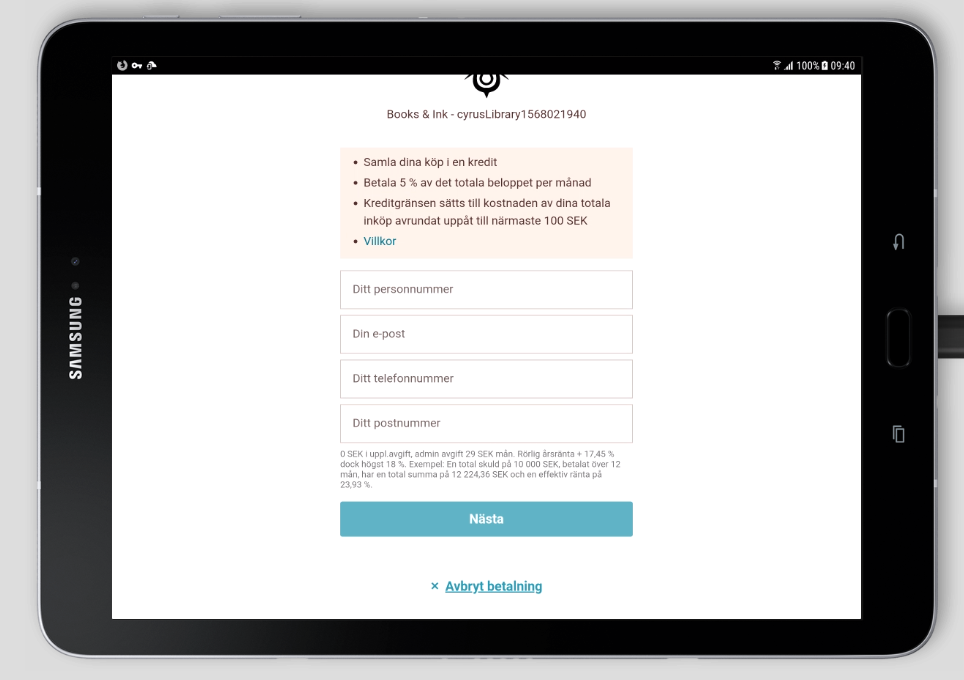 100% 09:40
Books & Ink - cyrusLibrary1568021940
• Samla dina köp i en kredit
• Betala 5 % av det totala beloppet per månad
• Kreditgränsen sätts till kostnaden av dina totala
inköp avrundat uppåt till närmaste 100 SEK
• Villkor
Ditt personnummer
Din e-post
Ditt telefonnummer
Ditt postnummer
0 SEK i uppl.avgift, admin avgift 29 SEK mån. Rörlig årsränta + 17,45 %
dock högst 18 %. Exempel: En total skuld på 10 000 SEK, betalat över 12
mån, har en total summa på 12 224,36 SEK och en effektiv ränta på
23,93 %.
Nästa
× Avbryt betalning
SAMSUNG